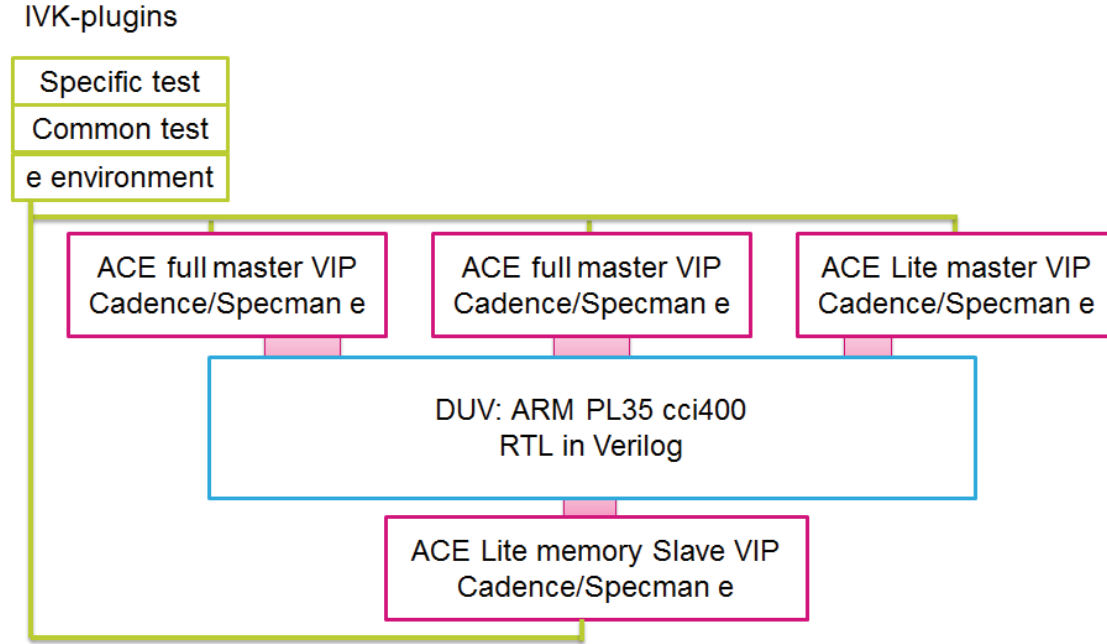 IVK-plugins
Specific test
Common test
e environment
ACE full master VIP
Cadence/Specman e
ACE full master VIP
Cadence/Specman e
ACE Lite master VIP
Cadence/Specman e
DUV: ARM PL35 cci400
RTL in Verilog
ACE Lite memory Slave VIP
Cadence/Specman e